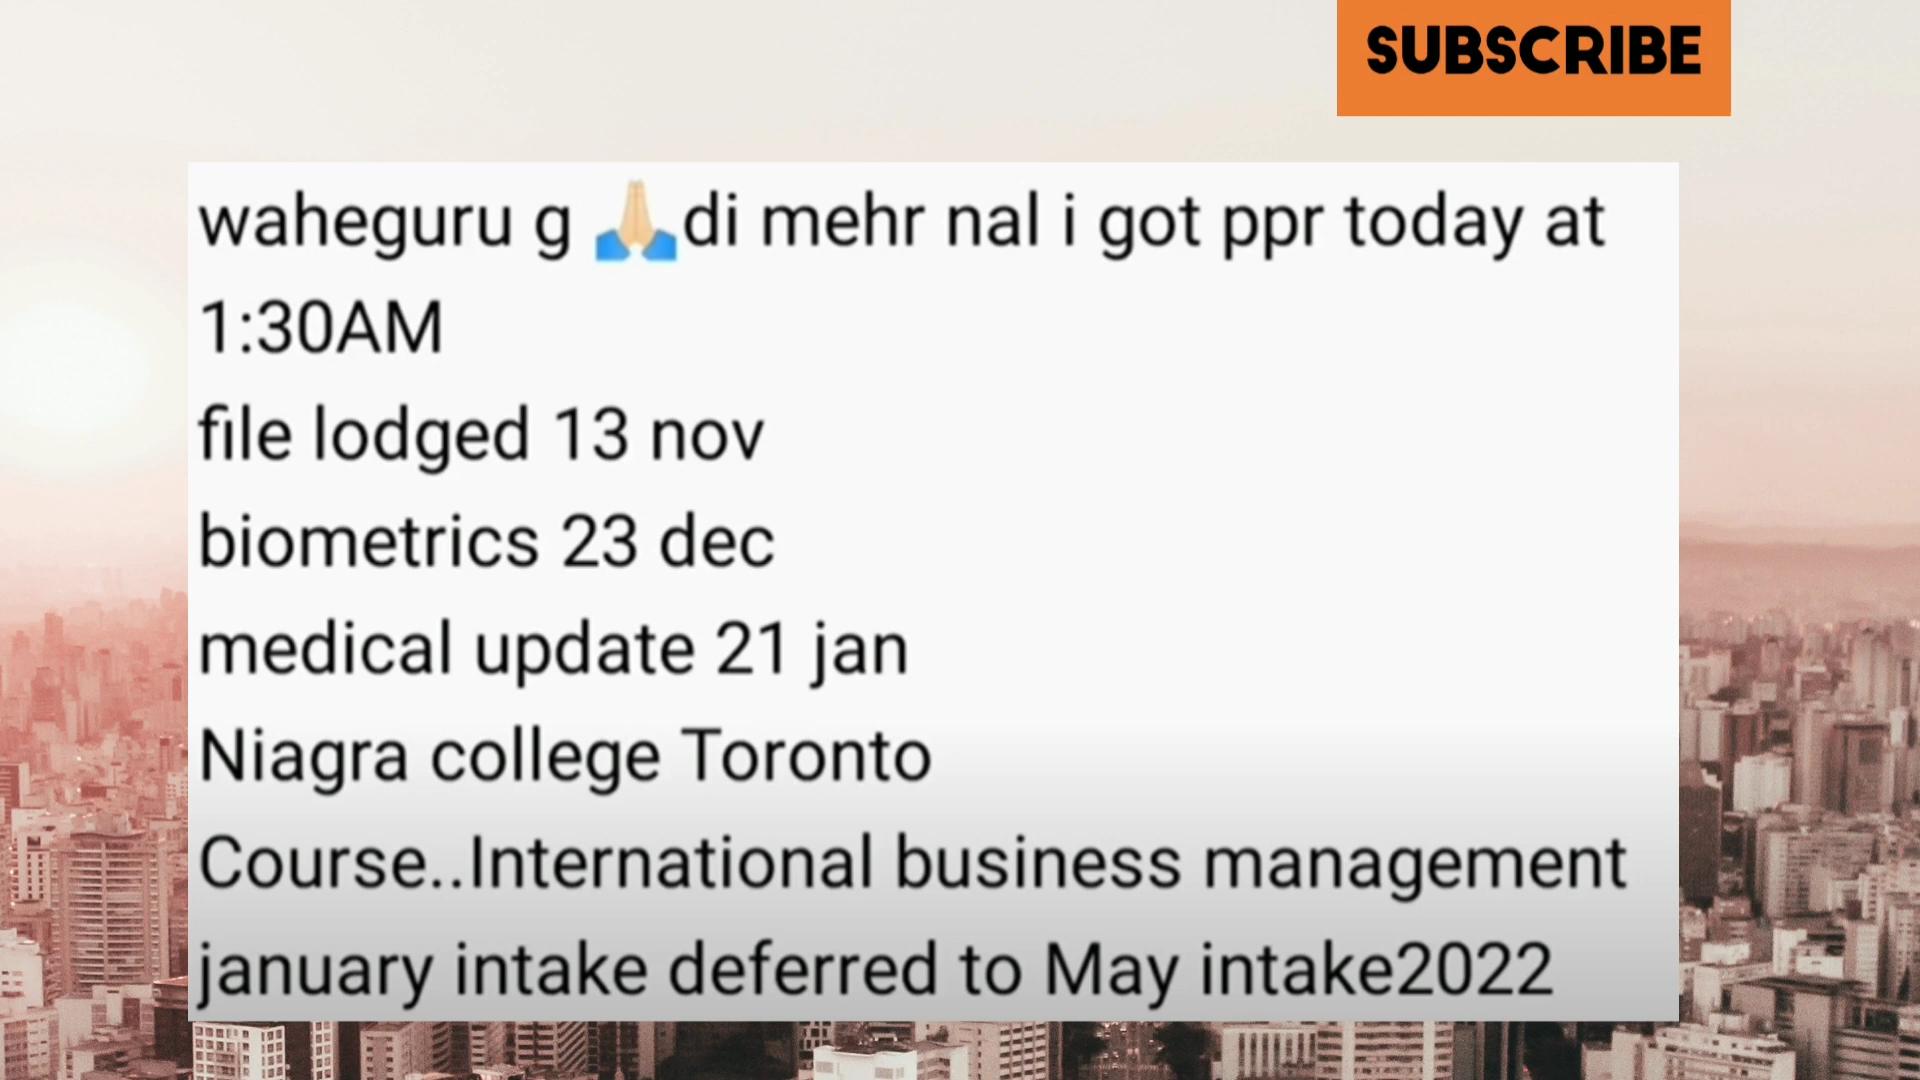 SUBSCRIBE
waheguru g 🙏🏻di mehr nal i got ppr today at
1:30AM
file lodged 13 nov
biometrics 23 dec
medical update 21 jan
Niagra college Toronto
Course..International business management
january intake deferred to May intake2022